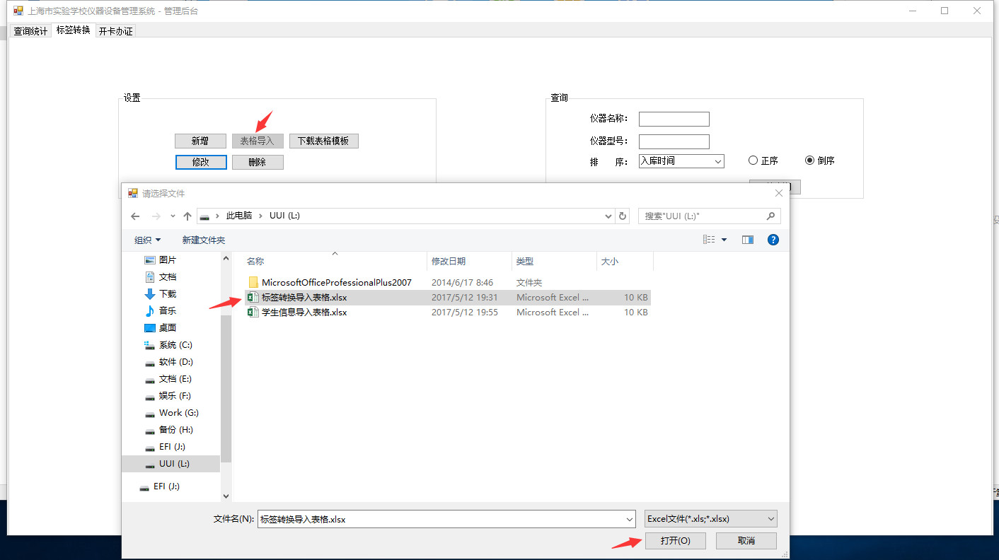 上海市实验学校仪器设备管理系统 - 管理后台
查询统计 标签转换 开卡办证
设置
新增 表格导入 下载表格模板
修改 删除
查询
仪器名称：
仪器型号：
排 序： 入库时间 正序 倒序
请选择文件
此电脑 UUI (L:) 搜索"UUI (L:)"
组织 新建文件夹
名称 修改日期 类型 大小
图片
文档
下载
音乐
桌面
系统 (C:)
软件 (D:)
文档 (E:)
娱乐 (F:)
Work (G:)
备份 (H:)
EFI (J:)
UUI (L:)
EFI (J:)
MicrosoftOfficeProfessionalPlus2007 2014/6/17 8:46 文件夹
标签转换导入表格.xlsx 2017/5/12 19:31 Microsoft Excel ... 10 KB
学生信息导入表格.xlsx 2017/5/12 19:55 Microsoft Excel ... 10 KB
文件名(N): 标签转换导入表格.xlsx Excel文件(*.xls;*.xlsx)
打开(O) 取消